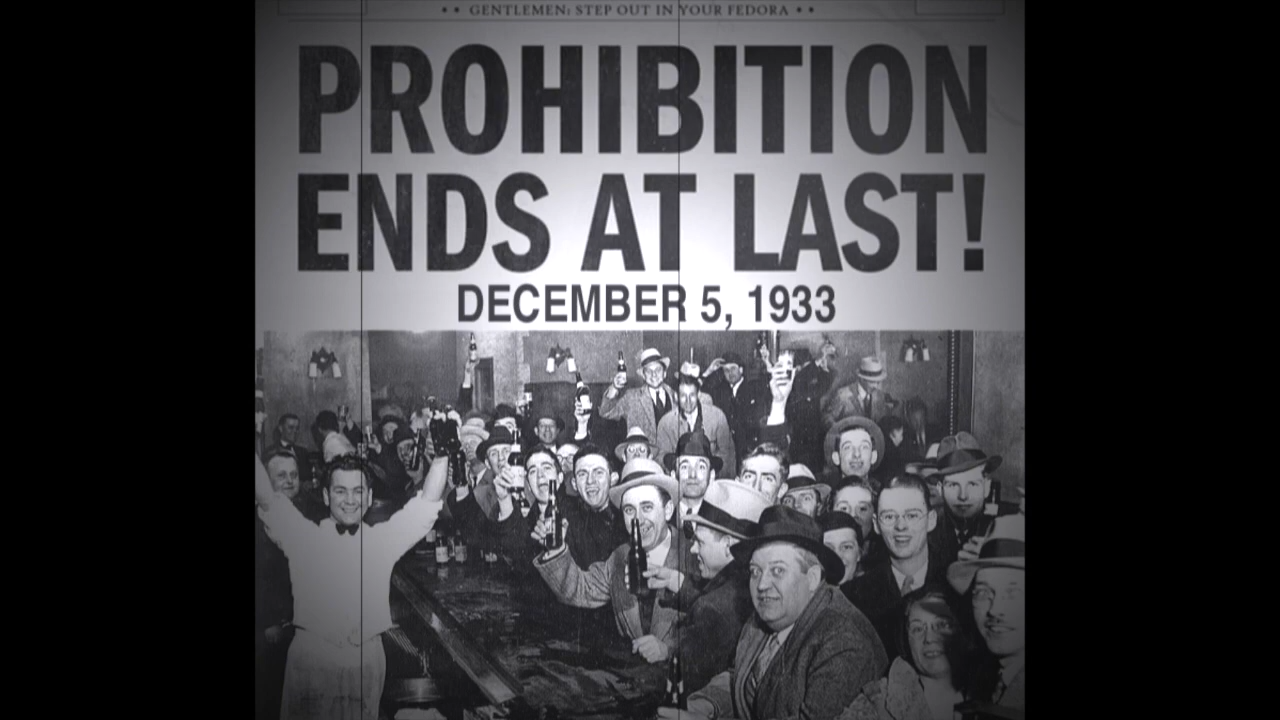 •• GENTLEMEN: STEP OUT IN YOUR FEDORA ••
PROHIBITION
ENDS AT LAST!
DECEMBER 5, 1933